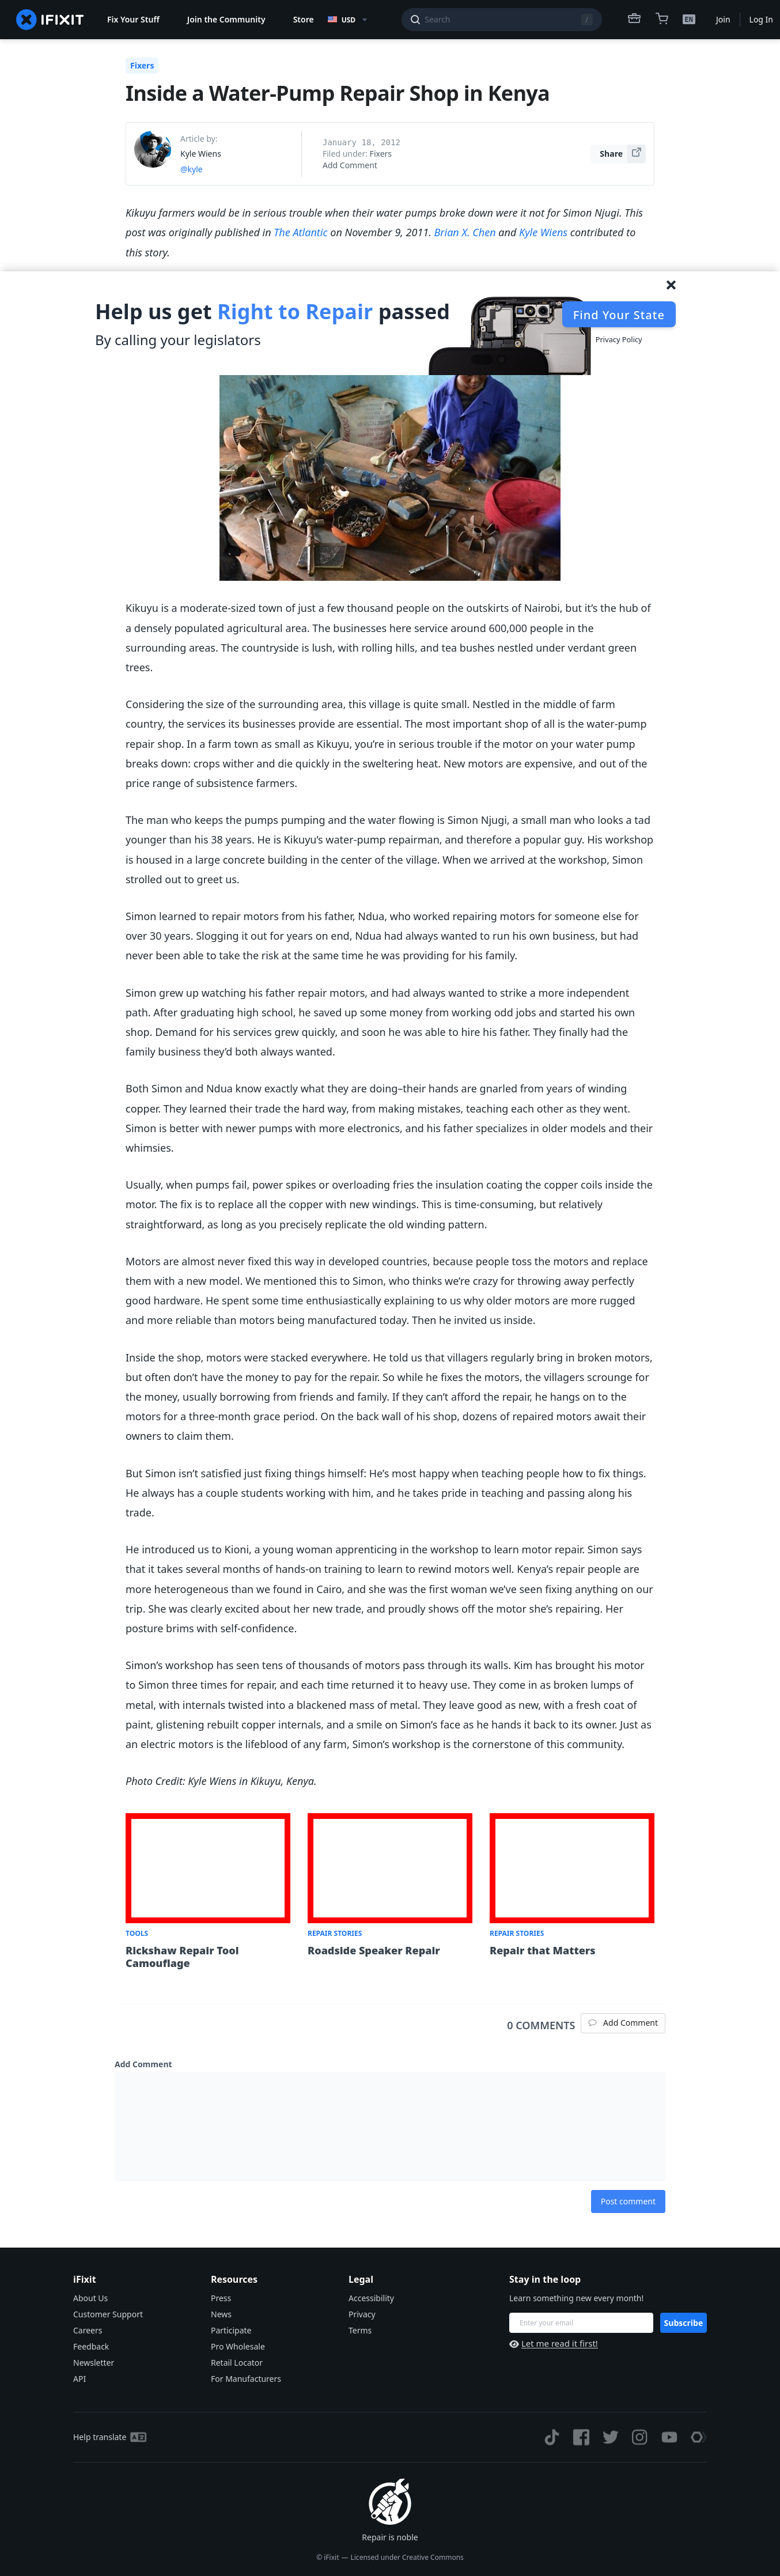 IFIXIT
Fix Your Stuff
Join the Community
Store
USD
Search
/
EN
Join
Log In
Fixers
Inside a Water-Pump Repair Shop in Kenya
Article by:
Kyle Wiens
@kyle
January 18, 2012
Filed under: Fixers
Add Comment
Share
Kikuyu farmers would be in serious trouble when their water pumps broke down were it not for Simon Njugi. This
post was originally published in The Atlantic on November 9, 2011. Brian X. Chen and Kyle Wiens contributed to
this story.
Help us get Right to Repair passed
By calling your legislators
Find Your State
Privacy Policy
Kikuyu is a moderate-sized town of just a few thousand people on the outskirts of Nairobi, but it's the hub of
a densely populated agricultural area. The businesses here service around 600,000 people in the
surrounding areas. The countryside is lush, with rolling hills, and tea bushes nestled under verdant green
trees.
Considering the size of the surrounding area, this village is quite small. Nestled in the middle of farm
country, the services its businesses provide are essential. The most important shop of all is the water-pump
repair shop. In a farm town as small as Kikuyu, you're in serious trouble if the motor on your water pump
breaks down: crops wither and die quickly in the sweltering heat. New motors are expensive, and out of the
price range of subsistence farmers.
The man who keeps the pumps pumping and the water flowing is Simon Njugi, a small man who looks a tad
younger than his 38 years. He is Kikuyu's water-pump repairman, and therefore a popular guy. His workshop
is housed in a large concrete building in the center of the village. When we arrived at the workshop, Simon
strolled out to greet us.
Simon learned to repair motors from his father, Ndua, who worked repairing motors for someone else for
over 30 years. Slogging it out for years on end, Ndua had always wanted to run his own business, but had
never been able to take the risk at the same time he was providing for his family.
Simon grew up watching his father repair motors, and had always wanted to strike a more independent
path. After graduating high school, he saved up some money from working odd jobs and started his own
shop. Demand for his services grew quickly, and soon he was able to hire his father. They finally had the
family business they'd both always wanted.
Both Simon and Ndua know exactly what they are doing–their hands are gnarled from years of winding
copper. They learned their trade the hard way, from making mistakes, teaching each other as they went.
Simon is better with newer pumps with more electronics, and his father specializes in older models and their
whimsies.
Usually, when pumps fail, power spikes or overloading fries the insulation coating the copper coils inside the
motor. The fix is to replace all the copper with new windings. This is time-consuming, but relatively
straightforward, as long as you precisely replicate the old winding pattern.
Motors are almost never fixed this way in developed countries, because people toss the motors and replace
them with a new model. We mentioned this to Simon, who thinks we're crazy for throwing away perfectly
good hardware. He spent some time enthusiastically explaining to us why older motors are more rugged
and more reliable than motors being manufactured today. Then he invited us inside.
Inside the shop, motors were stacked everywhere. He told us that villagers regularly bring in broken motors,
but often don't have the money to pay for the repair. So while he fixes the motors, the villagers scrounge for
the money, usually borrowing from friends and family. If they can't afford the repair, he hangs on to the
motors for a three-month grace period. On the back wall of his shop, dozens of repaired motors await their
owners to claim them.
But Simon isn't satisfied just fixing things himself: He's most happy when teaching people how to fix things.
He always has a couple students working with him, and he takes pride in teaching and passing along his
trade.
He introduced us to Kioni, a young woman apprenticing in the workshop to learn motor repair. Simon says
that it takes several months of hands-on training to learn to rewind motors well. Kenya's repair people are
more heterogeneous than we found in Cairo, and she was the first woman we've seen fixing anything on our
trip. She was clearly excited about her new trade, and proudly shows off the motor she's repairing. Her
posture brims with self-confidence.
Simon's workshop has seen tens of thousands of motors pass through its walls. Kim has brought his motor
to Simon three times for repair, and each time returned it to heavy use. They come in as broken lumps of
metal, with internals twisted into a blackened mass of metal. They leave good as new, with a fresh coat of
paint, glistening rebuilt copper internals, and a smile on Simon's face as he hands it back to its owner. Just as
an electric motors is the lifeblood of any farm, Simon's workshop is the cornerstone of this community.
Photo Credit: Kyle Wiens in Kikuyu, Kenya.
TOOLS
Rickshaw Repair Tool
Camouflage
REPAIR STORIES
Roadside Speaker Repair
REPAIR STORIES
Repair that Matters
0 COMMENTS
Add Comment
Add Comment
Post comment
iFixit
About Us
Customer Support
Careers
Feedback
Newsletter
API
Resources
Press
News
Participate
Pro Wholesale
Retail Locator
For Manufacturers
Legal
Accessibility
Privacy
Terms
Stay in the loop
Learn something new every month!
Enter your email
Subscribe
Let me read it first!
Help translate
Repair is noble
© iFixit — Licensed under Creative Commons